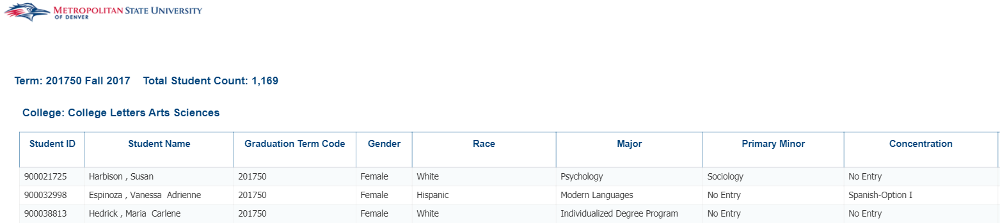 METROPOLITAN STATE UNIVERSITY
OF DENVER
Term: 201750 Fall 2017 Total Student Count: 1,169
College: College Letters Arts Sciences
Student ID Student Name Graduation Term Code Gender Race Major Primary Minor Concentration
900021725 Harbison , Susan 201750 Female White Psychology Sociology No Entry
900032998 Espinoza , Vanessa Adrienne 201750 Female Hispanic Modern Languages No Entry Spanish-Option I
900038813 Hedrick , Maria Carlene 201750 Female White Individualized Degree Program No Entry No Entry